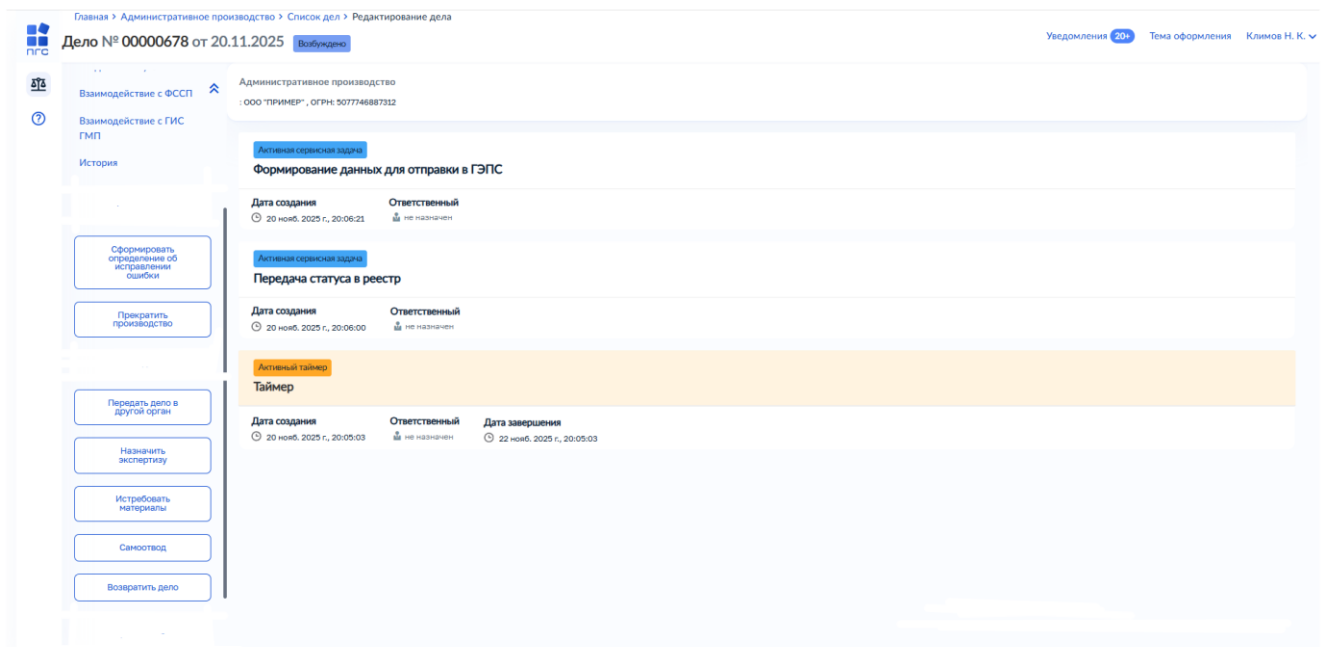 Главная > Административное производство > Список дел > Редактирование дела
Дело № 00000678 от 20.11.2025 Возбуждено
Уведомления 20+ Тема оформления Климов Н. К.
пгс
Взаимодействие с ФССП
Взаимодействие с ГИС
ГМП
История
Сформировать
определение об
исправлении
ошибки
Прекратить
производство
Передать дело в
другой орган
Назначить
экспертизу
Истребовать
материалы
Самоотвод
Возвратить дело
Административное производство
: ООО "ПРИМЕР" , ОГРН: 5077746887312
Активная сервисная задача
Формирование данных для отправки в ГЭПС
Дата создания Ответственный
20 нояб. 2025 г., 20:06:21 не назначен
Активная сервисная задача
Передача статуса в реестр
Дата создания Ответственный
20 нояб. 2025 г., 20:06:00 не назначен
Активный таймер
Таймер
Дата создания Ответственный Дата завершения
20 нояб. 2025 г., 20:05:03 не назначен 22 нояб. 2025 г., 20:05:03